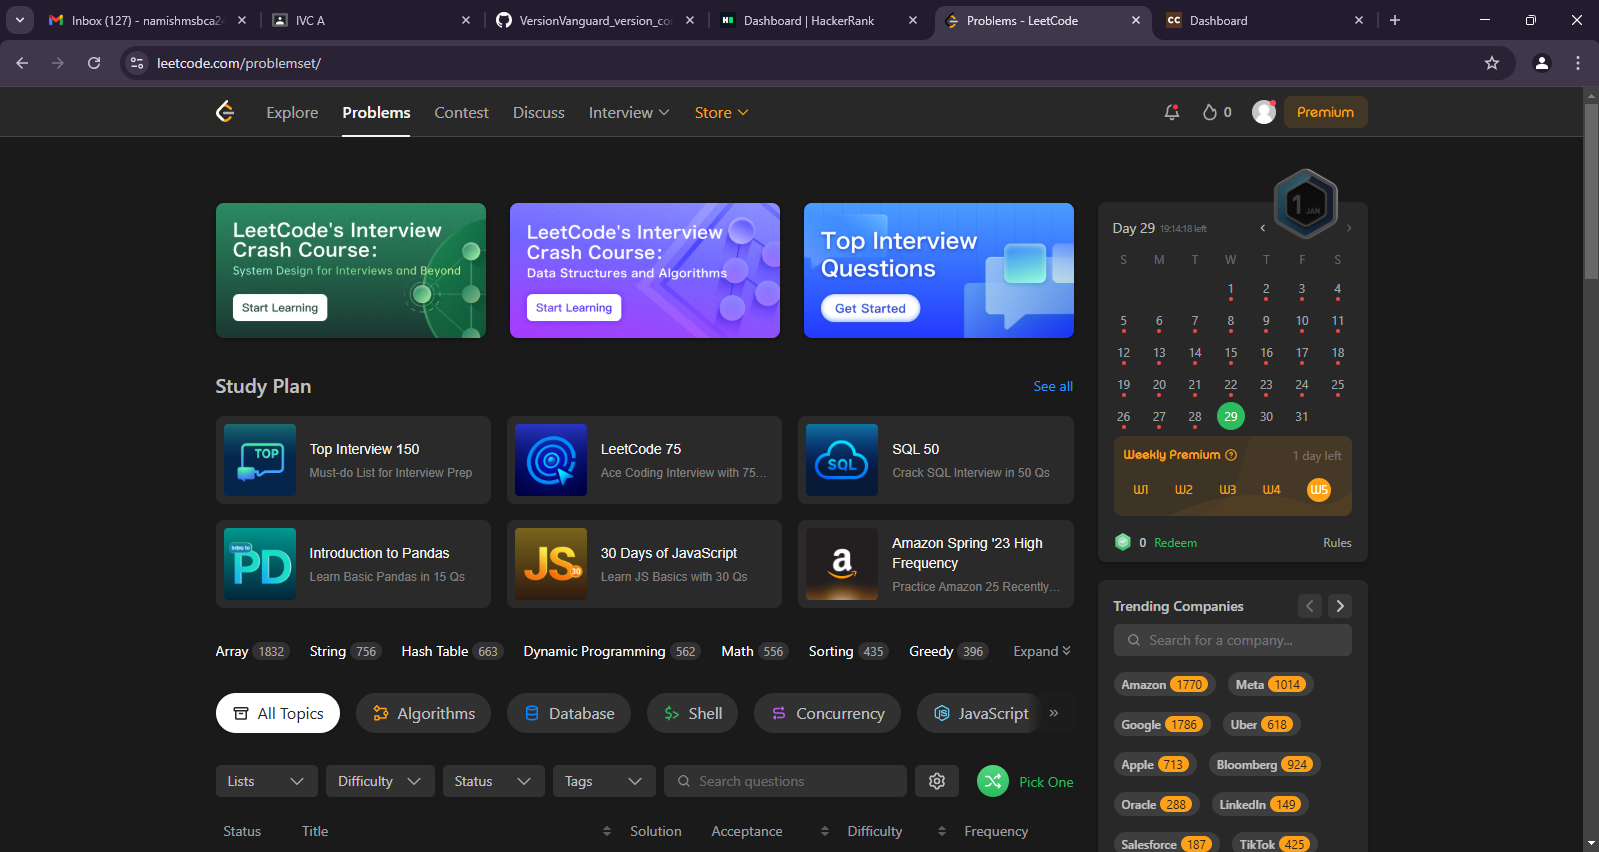 Inbox (127) - namishmsbca24
IVC A
VersionVanguard_version_co
Dashboard | HackerRank
Problems - LeetCode
CC Dashboard
leetcode.com/problemset/
Explore
Problems
Contest
Discuss
Interview
Store
0
Premium
LeetCode's Interview
Crash Course:
System Design for Interviews and Beyond
Start Learning
LeetCode's Interview
Crash Course:
Data Structures and Algorithms
Start Learning
Top Interview
Questions
Get Started
1 JAN
Day 29 19:14:18 left
S M T W T F S
1 2 3 4
5 6 7 8 9 10 11
12 13 14 15 16 17 18
19 20 21 22 23 24 25
26 27 28 29 30 31
Weekly Premium 1 day left
W1 W2 W3 W4 W5
0 Redeem Rules
Study Plan
See all
TOP
Top Interview 150
Must-do List for Interview Prep
LeetCode 75
Ace Coding Interview with 75...
SQL
SQL 50
Crack SQL Interview in 50 Qs
Intro to
PD
Introduction to Pandas
Learn Basic Pandas in 15 Qs
JS 30
30 Days of JavaScript
Learn JS Basics with 30 Qs
a
Amazon Spring '23 High
Frequency
Practice Amazon 25 Recently...
Array 1832 String 756 Hash Table 663 Dynamic Programming 562 Math 556 Sorting 435 Greedy 396 Expand
All Topics Algorithms Database $> Shell Concurrency JS JavaScript
Lists Difficulty Status Tags Search questions Pick One
Status Title Solution Acceptance Difficulty Frequency
Trending Companies
Search for a company...
Amazon 1770 Meta 1014
Google 1786 Uber 618
Apple 713 Bloomberg 924
Oracle 288 LinkedIn 149
Salesforce 187 TikTok 425